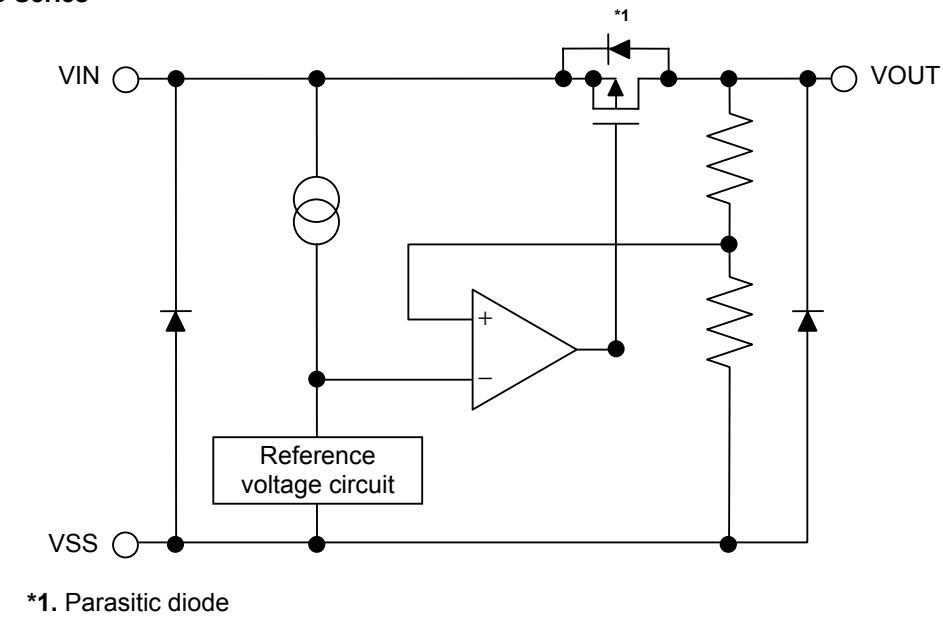 Series
*1
VIN
VOUT
+
−
Reference
voltage circuit
VSS
*1. Parasitic diode